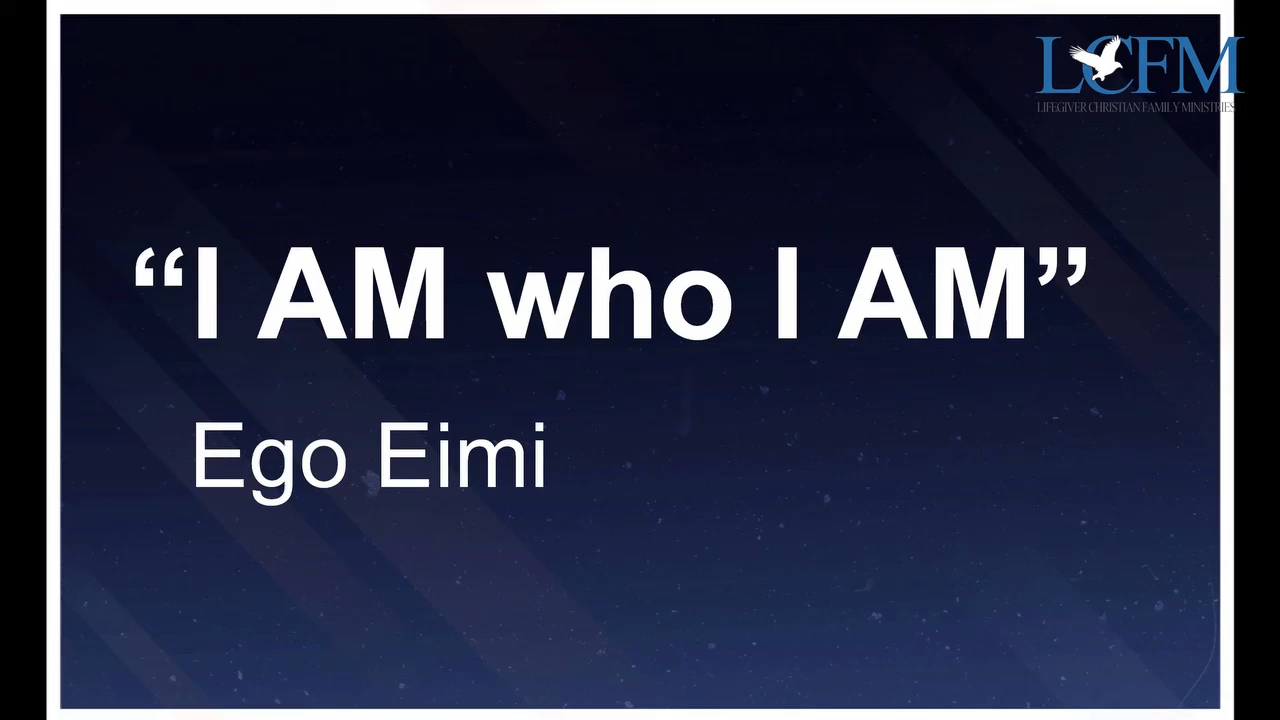 LCFM
LIFEGIVER CHRISTIAN FAMILY MINISTRIES
“I AM who I AM”
Ego Eimi